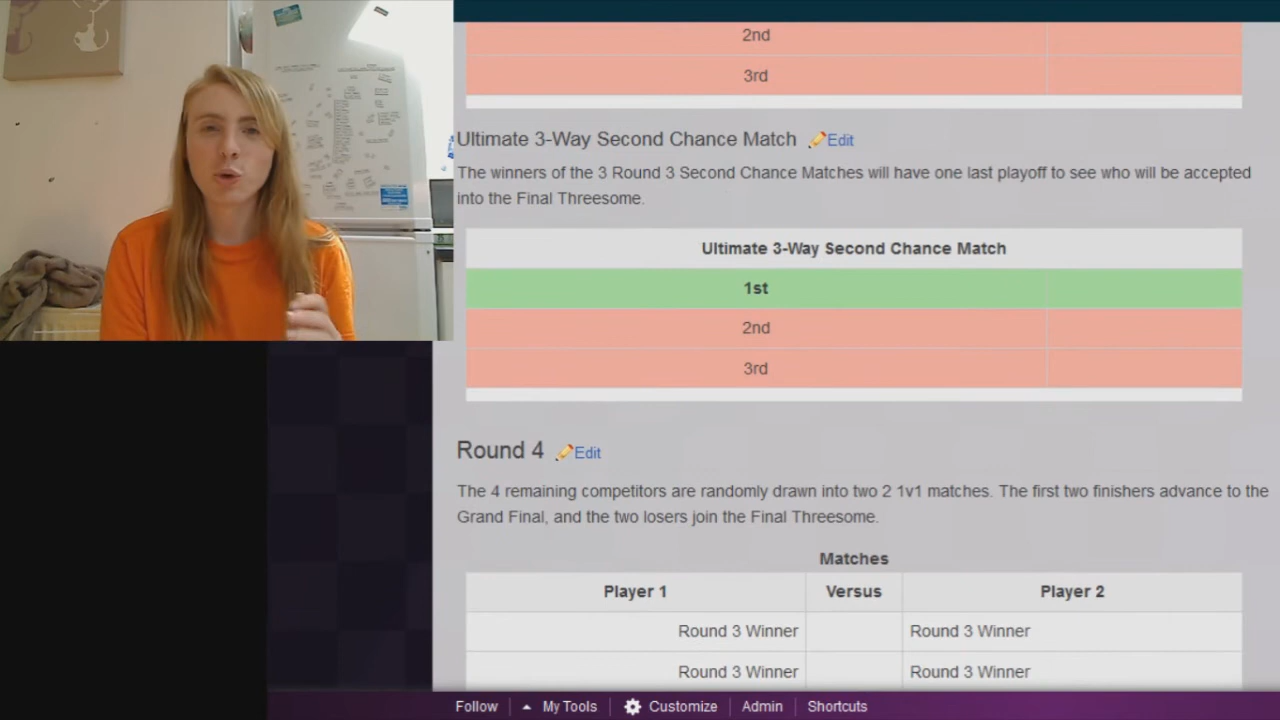 2nd
3rd
Ultimate 3-Way Second Chance Match Edit
The winners of the 3 Round 3 Second Chance Matches will have one last playoff to see who will be accepted
into the Final Threesome.
Ultimate 3-Way Second Chance Match
1st
2nd
3rd
Round 4 Edit
The 4 remaining competitors are randomly drawn into two 2 1v1 matches. The first two finishers advance to the
Grand Final, and the two losers join the Final Threesome.
Matches
Player 1 Versus Player 2
Round 3 Winner Round 3 Winner
Round 3 Winner Round 3 Winner
Follow My Tools Customize Admin Shortcuts